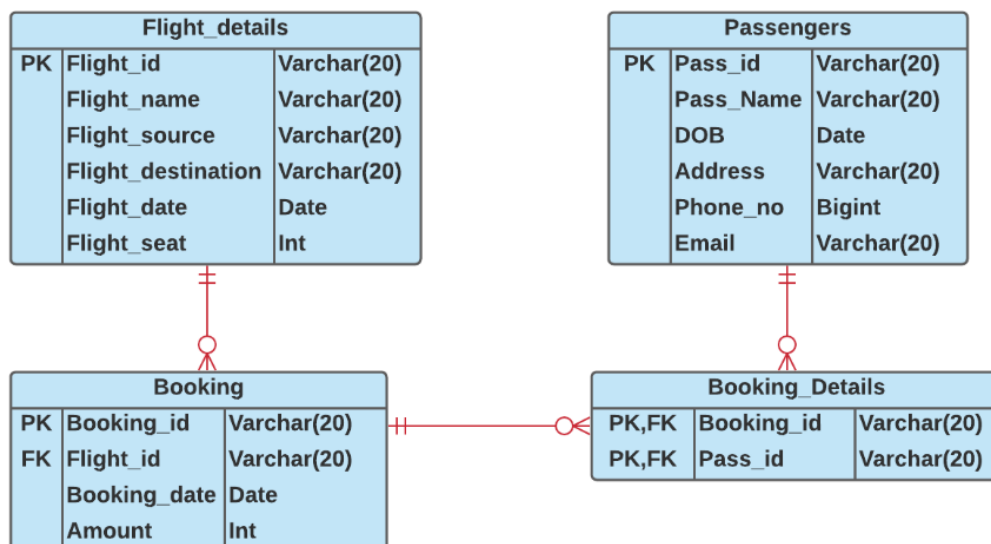 Flight_details
PK Flight_id Varchar(20)
Flight_name Varchar(20)
Flight_source Varchar(20)
Flight_destination Varchar(20)
Flight_date Date
Flight_seat Int
Passengers
PK Pass_id Varchar(20)
Pass_Name Varchar(20)
DOB Date
Address Varchar(20)
Phone_no Bigint
Email Varchar(20)
Booking
PK Booking_id Varchar(20)
FK Flight_id Varchar(20)
Booking_date Date
Amount Int
Booking_Details
PK,FK Booking_id Varchar(20)
PK,FK Pass_id Varchar(20)